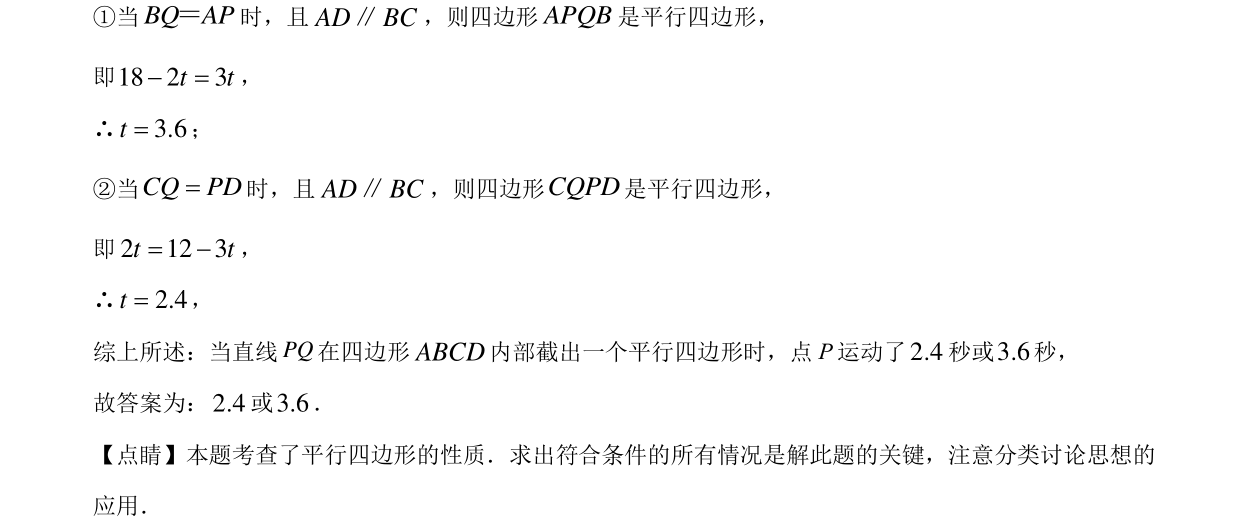 ①当BQ=AP时，且AD∥BC，则四边形APQB是平行四边形，
即18－2t＝3t，
∴t＝3.6；
②当CQ＝PD时，且AD∥BC，则四边形CQPD是平行四边形，
即2t＝12－3t，
∴t＝2.4，
综上所述：当直线PQ在四边形ABCD内部截出一个平行四边形时，点P运动了2.4秒或3.6秒，
故答案为：2.4或3.6．
【点睛】本题考查了平行四边形的性质．求出符合条件的所有情况是解此题的关键，注意分类讨论思想的
应用．